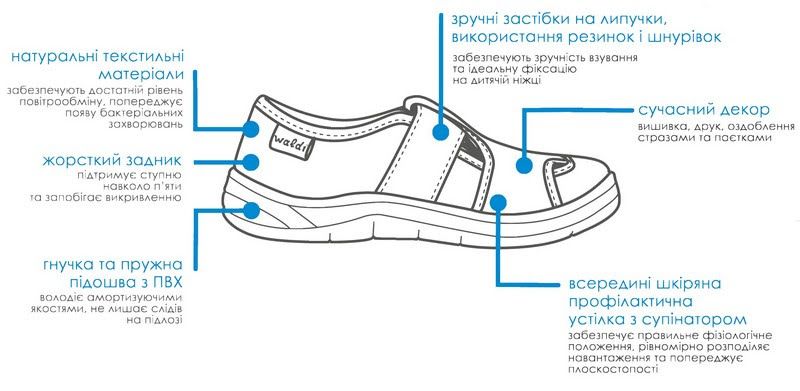 зручні застібки на липучки,
використання резинок і шнурівок
забезпечують зручність взування
та ідеальну фіксацію
на дитячій ніжці
натуральні текстильні
матеріали
забезпечують достатній рівень
повітрообміну, попереджує
появу бактеріальних
захворювань
сучасний декор
вишивка, друк, оздоблення
стразами та паєтками
waldi
жорсткий задник
підтримує ступню
навколо п'яти
та запобігає викривленню
гнучка та пружна
підошва з ПВХ
володіє амортизуючими
якостями, не лишає слідів
на підлозі
всередині шкіряна
профілактична
устілка з супінатором
забезпечує правильне фізіологічне
положення, рівномірно розподіляє
навантаження та попереджує
плоскостопості